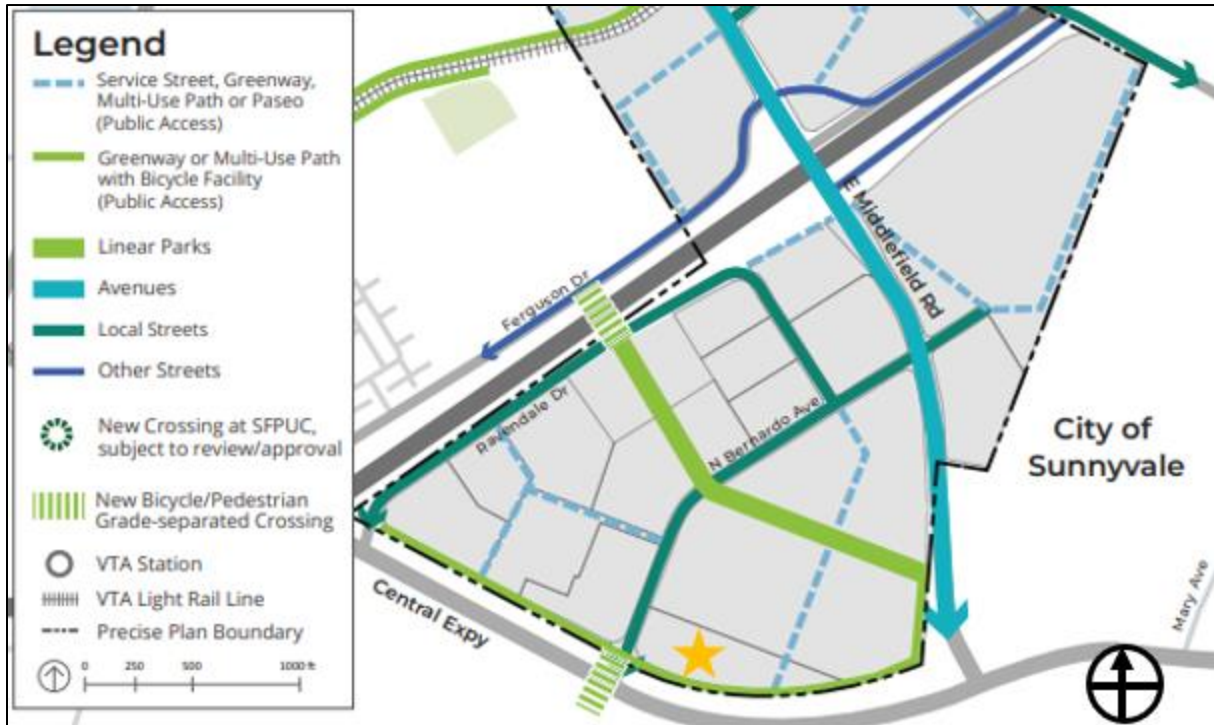 Legend
Service Street, Greenway,
Multi-Use Path or Paseo
(Public Access)
Greenway or Multi-Use Path
with Bicycle Facility
(Public Access)
Linear Parks
Avenues
Local Streets
Other Streets
New Crossing at SFPUC,
subject to review/approval
New Bicycle/Pedestrian
Grade-separated Crossing
VTA Station
VTA Light Rail Line
Precise Plan Boundary
0 250 500 1000 ft
E Middlefield Rd
Ferguson Dr
Ravendale Dr
N Bernardo Ave
City of
Sunnyvale
Central Expy
Mary Ave